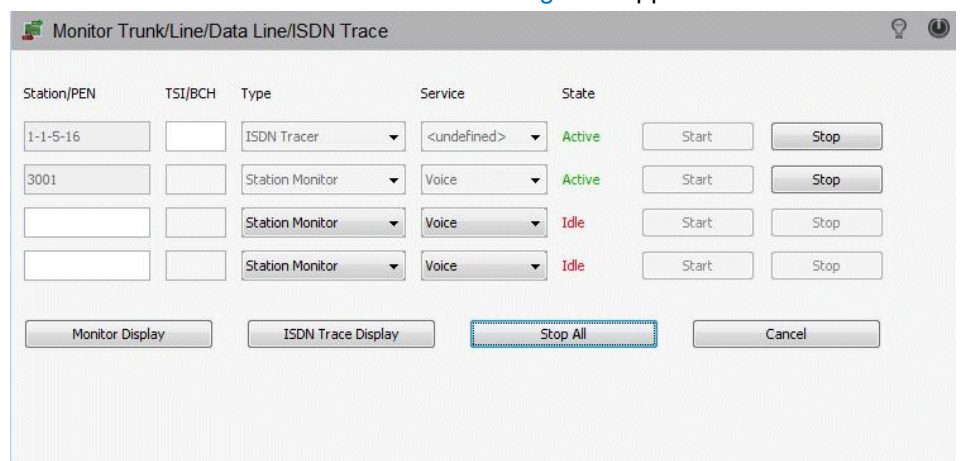 Monitor Trunk/Line/Data Line/ISDN Trace
Station/PEN TSI/BCH Type Service State
1-1-5-16 ISDN Tracer <undefined> Active Start Stop
3001 Station Monitor Voice Active Start Stop
Station Monitor Voice Idle Start Stop
Station Monitor Voice Idle Start Stop
Monitor Display ISDN Trace Display Stop All Cancel